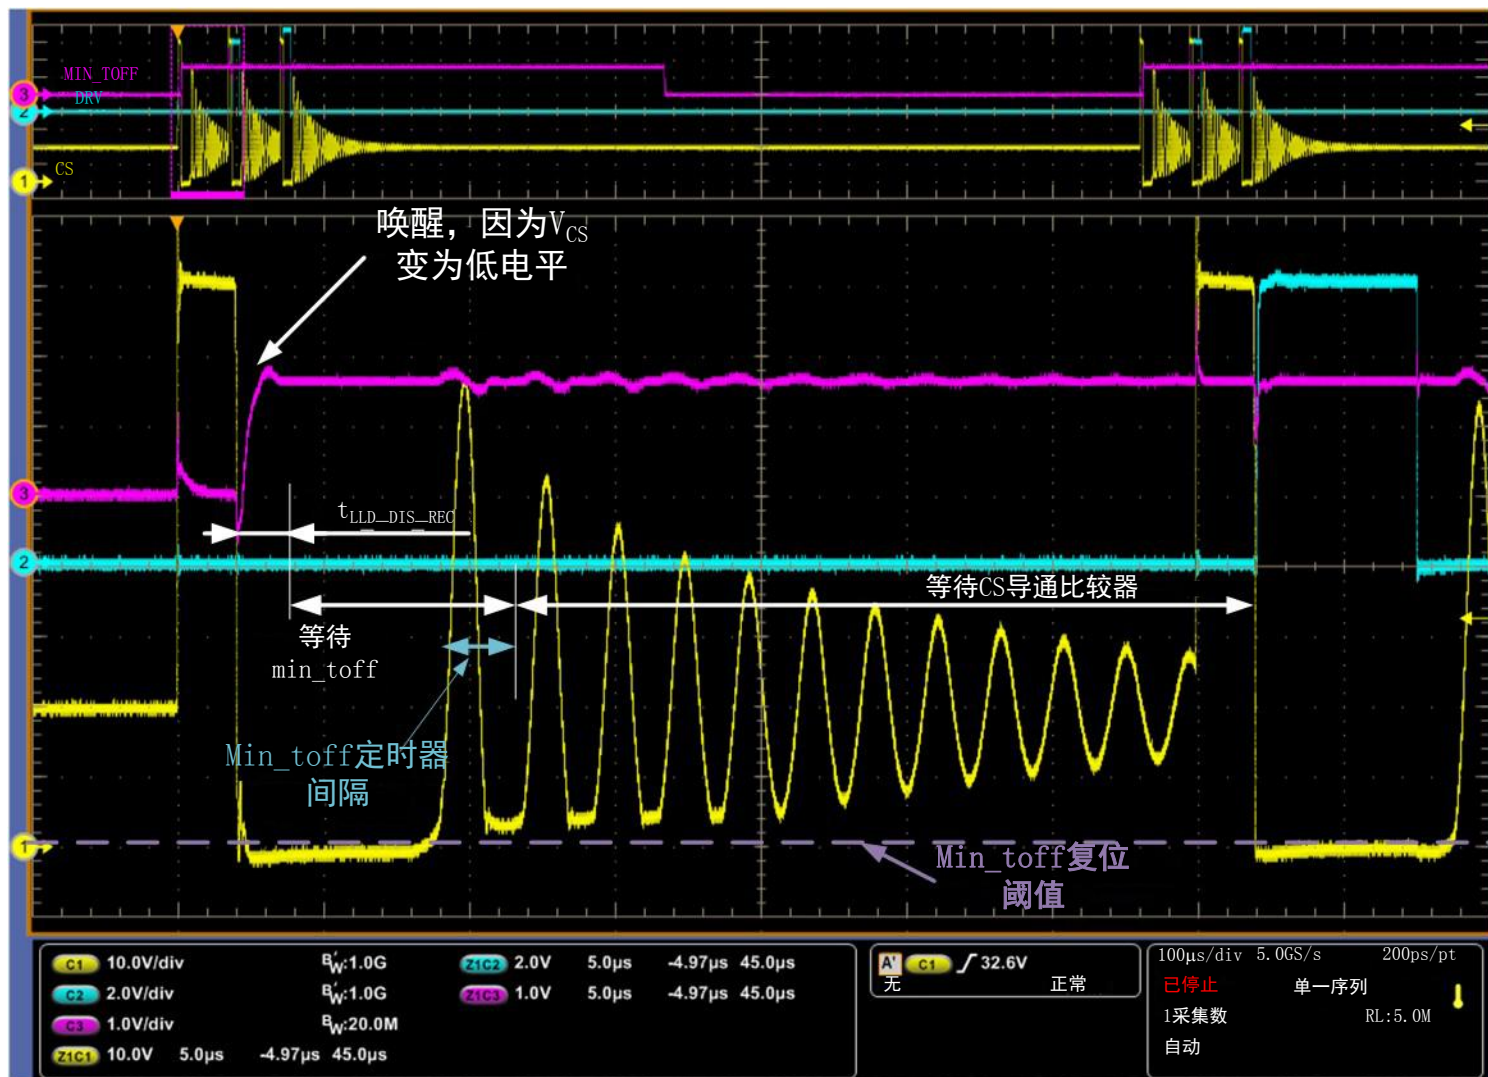 MIN_TOFF
3
DRV
2
CS
1
唤醒，因为VCS
变为低电平
3
tLLD_DIS_REC
2
等待CS导通比较器
等待
min_toff
Min_toff定时器
间隔
1
Min_toff复位
阈值
C1 10.0V/div BW:1.0G Z1C2 2.0V 5.0µs -4.97µs 45.0µs
C2 2.0V/div BW:1.0G Z1C3 1.0V 5.0µs -4.97µs 45.0µs
C3 1.0V/div BW:20.0M
Z1C1 10.0V 5.0µs -4.97µs 45.0µs
A' C1 32.6V
无 正常
100µs/div 5.0GS/s 200ps/pt
已停止 单一序列
1采集数 RL:5.0M
自动